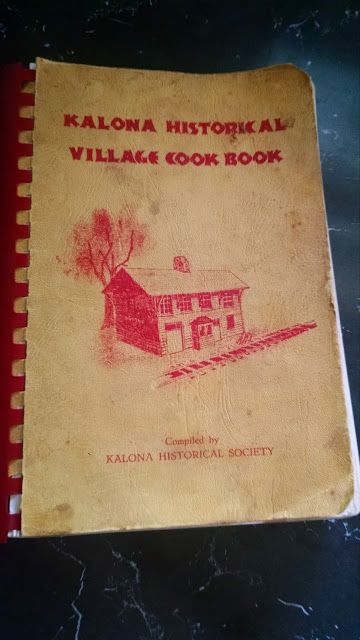 KALONA HISTORICAL
VILLAGE COOK BOOK
Compiled by
KALONA HISTORICAL SOCIETY